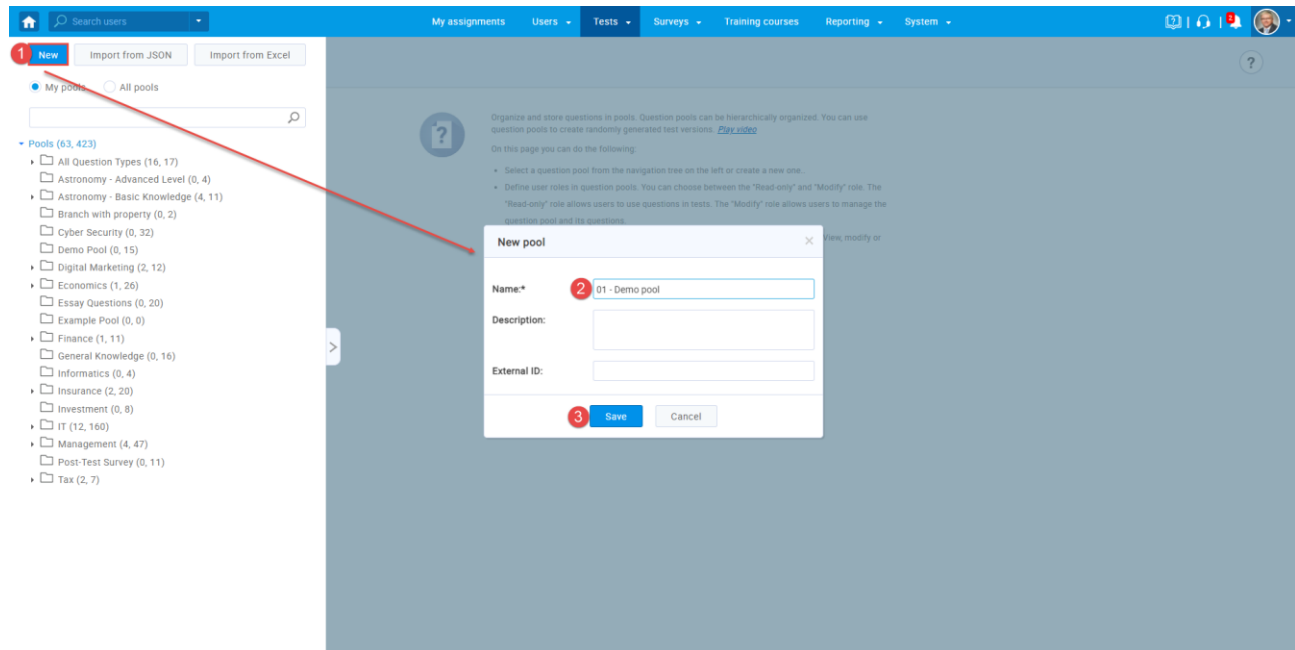 Search users
My assignments Users Tests Surveys Training courses Reporting System
1 New Import from JSON Import from Excel
My pools All pools
Pools (63, 423)
All Question Types (16, 17)
Astronomy - Advanced Level (0, 4)
Astronomy - Basic Knowledge (4, 11)
Branch with property (0, 2)
Cyber Security (0, 32)
Demo Pool (0, 15)
Digital Marketing (2, 12)
Economics (1, 26)
Essay Questions (0, 20)
Example Pool (0, 0)
Finance (1, 11)
General Knowledge (0, 16)
Informatics (0, 4)
Insurance (2, 20)
Investment (0, 8)
IT (12, 160)
Management (4, 47)
Post-Test Survey (0, 11)
Tax (2, 7)
?
Organize and store questions in pools. Question pools can be hierarchically organized. You can use
question pools to create randomly generated test versions. Play video
On this page you can do the following:
Select a question pool from the navigation tree on the left or create a new one..
Define user roles in question pools. You can choose between the "Read-only" and "Modify" role. The
"Read-only" role allows users to use questions in tests. The "Modify" role allows users to manage the
question pool and its questions.
View, modify or
New pool
Name:* 2 01 - Demo pool
Description:
External ID:
3 Save Cancel